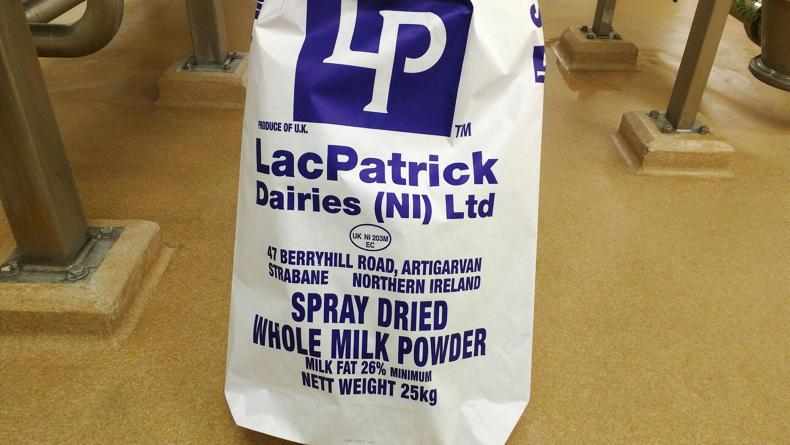 LP
PRODUCE OF U.K.
TM
LacPatrick
Dairies (NI) Ltd
UK NI 203M
EC
47 BERRYHILL ROAD, ARTIGARVAN
STRABANE NORTHERN IRELAND
SPRAY DRIED
WHOLE MILK POWDER
MILK FAT 26% MINIMUM
NETT WEIGHT 25kg